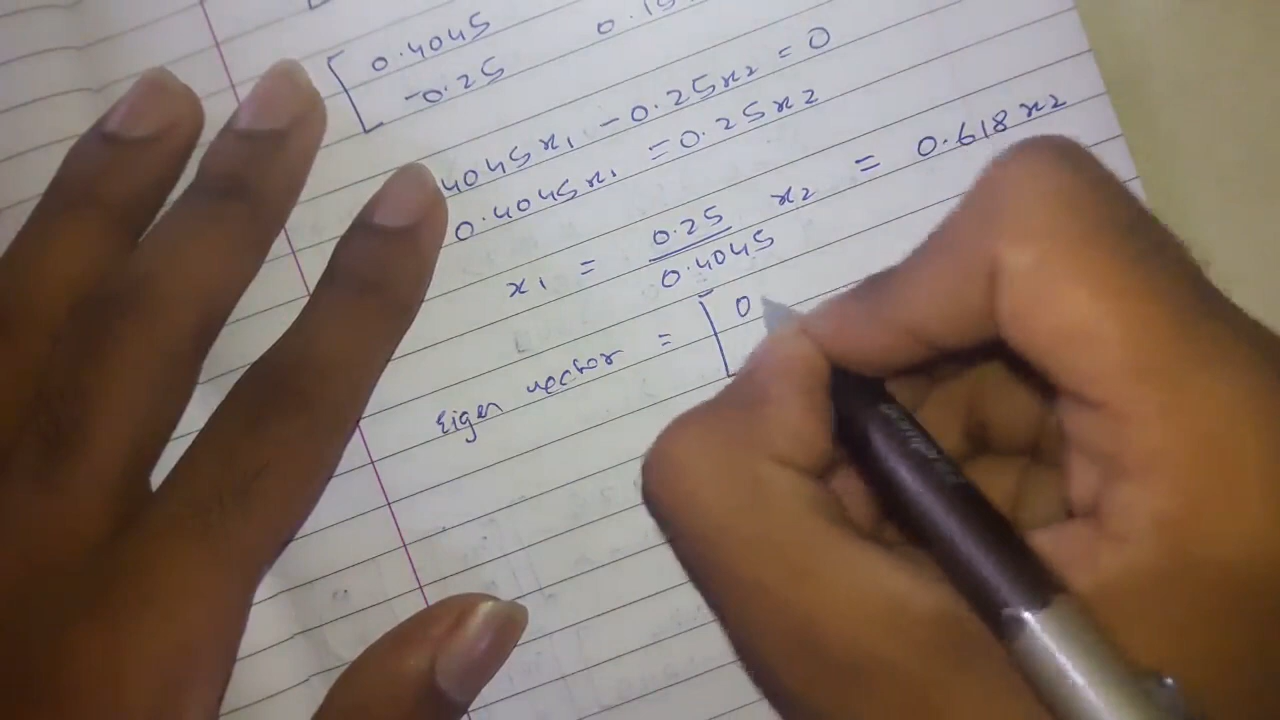 0.4045 0.15
-0.25
4045x₁ - 0.25x₂ = 0
0.4045x₁ = 0.25x₂
x₁ = 0.25/0.4045 x₂ = 0.618x₂
Eigen vector = [0